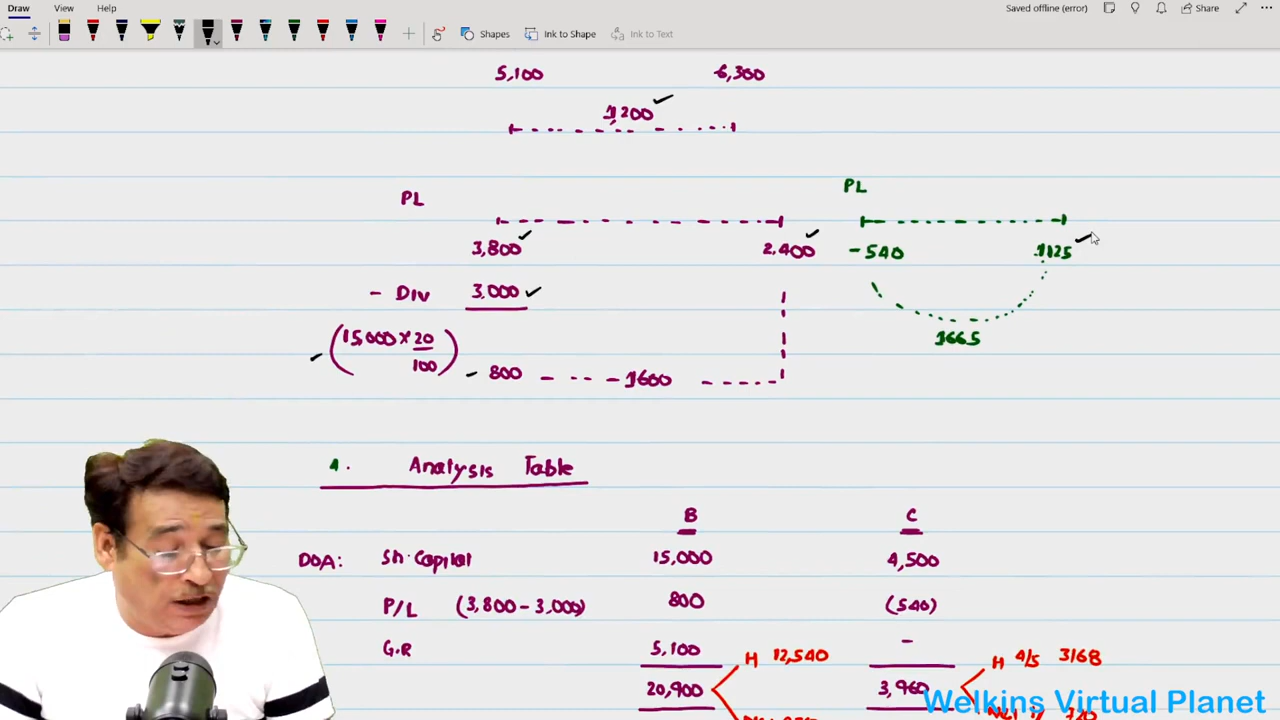 Draw View Help Saved offline (error) Share
Shapes Ink to Shape Ink to Text
5,100 6,300
1,200 ✓
PL PL
3,800 ✓ 2,400 ✓ -540 1125 ✓
- Div 3,000 ✓
✓ (15,000 × 20/100) 1665
- 800 - 1600
1. Analysis Table
B C
DOA: Sh. Capital 15,000 4,500
P/L (3,800 - 3,000) 800 (540)
G.R 5,100 -
H 12,540 H 4/5 3168
20,900 3,960
Welkins Virtual Planet